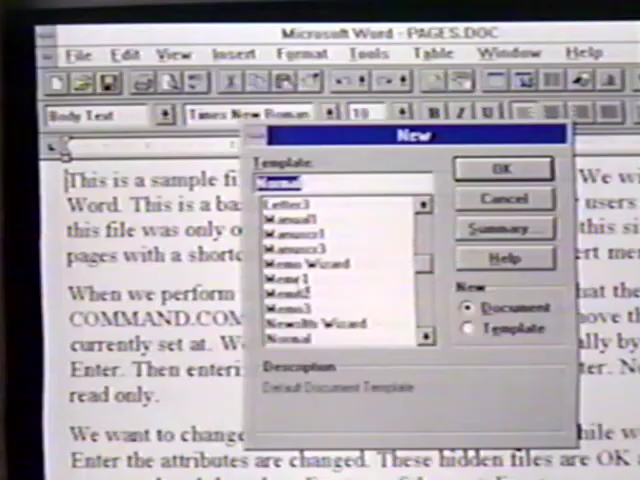 Microsoft Word - PAGES.DOC
File Edit View Insert Format Tools Table Window Help
Body Text Times New Roman 10 B I U
New
Template:
Normal
Letter3
Manual1
Manuscr1
Manuscr3
Memo Wizard
Memo1
Memo2
Memo3
Newslttr Wizard
Normal
OK
Cancel
Summary...
Help
New
Document
Template
Description
Default Document Template
This is a sample fi We wi
Word. This is a ba users
this file was only o this si
pages with a shortc ert me
When we perform hat the
COMMAND.COM ove th
currently set at. W ally by
Enter. Then enteri ter. N
read only.
We want to change hile w
Enter the attributes are changed. These hidden files are OK